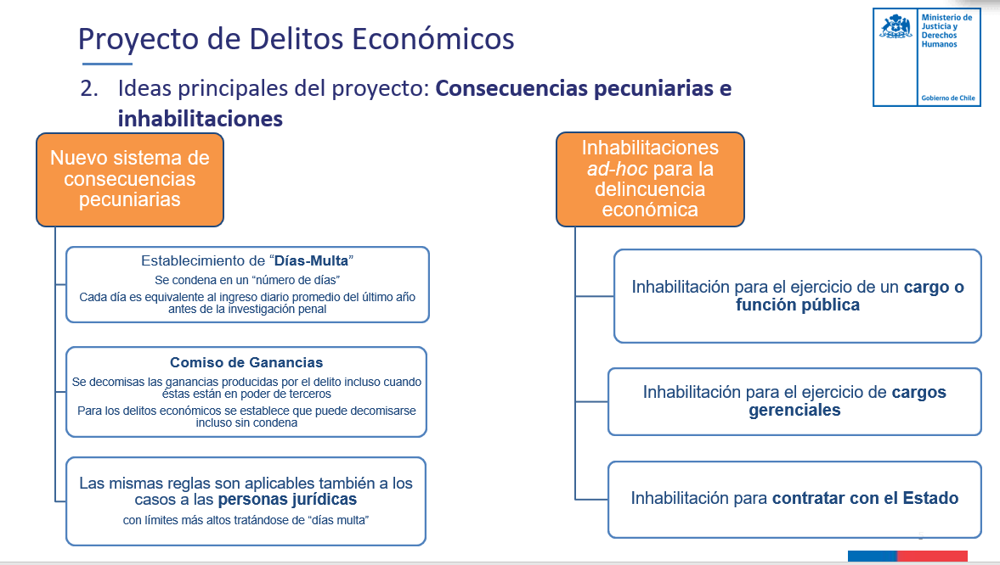 Proyecto de Delitos Económicos
Ministerio de
Justicia y
Derechos
Humanos
Gobierno de Chile
2. Ideas principales del proyecto: Consecuencias pecuniarias e
inhabilitaciones
Nuevo sistema de
consecuencias
pecuniarias
Establecimiento de “Días-Multa”
Se condena en un “número de días”
Cada día es equivalente al ingreso diario promedio del último año
antes de la investigación penal
Comiso de Ganancias
Se decomisas las ganancias producidas por el delito incluso cuando
éstas están en poder de terceros
Para los delitos económicos se establece que puede decomisarse
incluso sin condena
Las mismas reglas son aplicables también a los
casos a las personas jurídicas
con límites más altos tratándose de “días multa”
Inhabilitaciones
ad-hoc para la
delincuencia
económica
Inhabilitación para el ejercicio de un cargo o
función pública
Inhabilitación para el ejercicio de cargos
gerenciales
Inhabilitación para contratar con el Estado